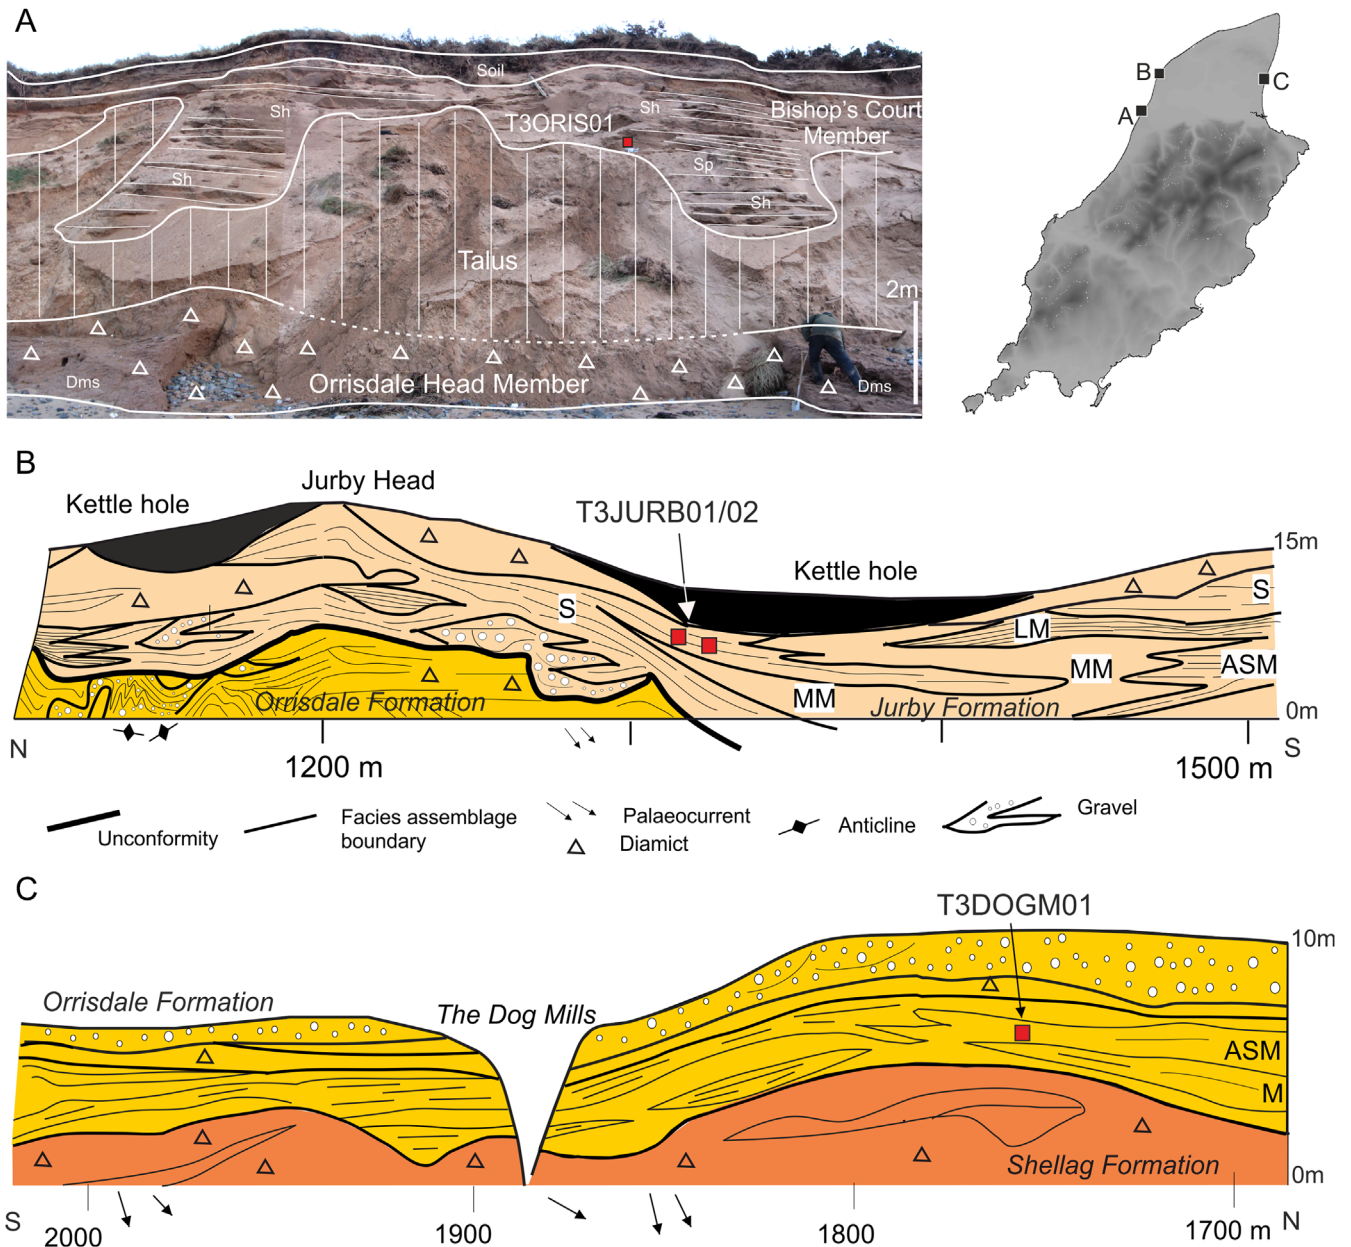 A
Soil
Sh
Sh
Bishop's Court
Member
T3ORIS01
Sp
Sh
Sh
Talus
2m
Orrisdale Head Member
Dms
Dms
B
C
A
B
Jurby Head
Kettle hole
T3JURB01/02
Kettle hole
15m
S
S
LM
MM
ASM
MM
Orrisdale Formation
Jurby Formation
0m
N
S
1200 m
1500 m
Unconformity
Facies assemblage
boundary
Palaeocurrent
Diamict
Anticline
Gravel
C
T3DOGM01
10m
Orrisdale Formation
The Dog Mills
ASM
M
Shellag Formation
0m
S
2000
1900
1800
1700 m
N